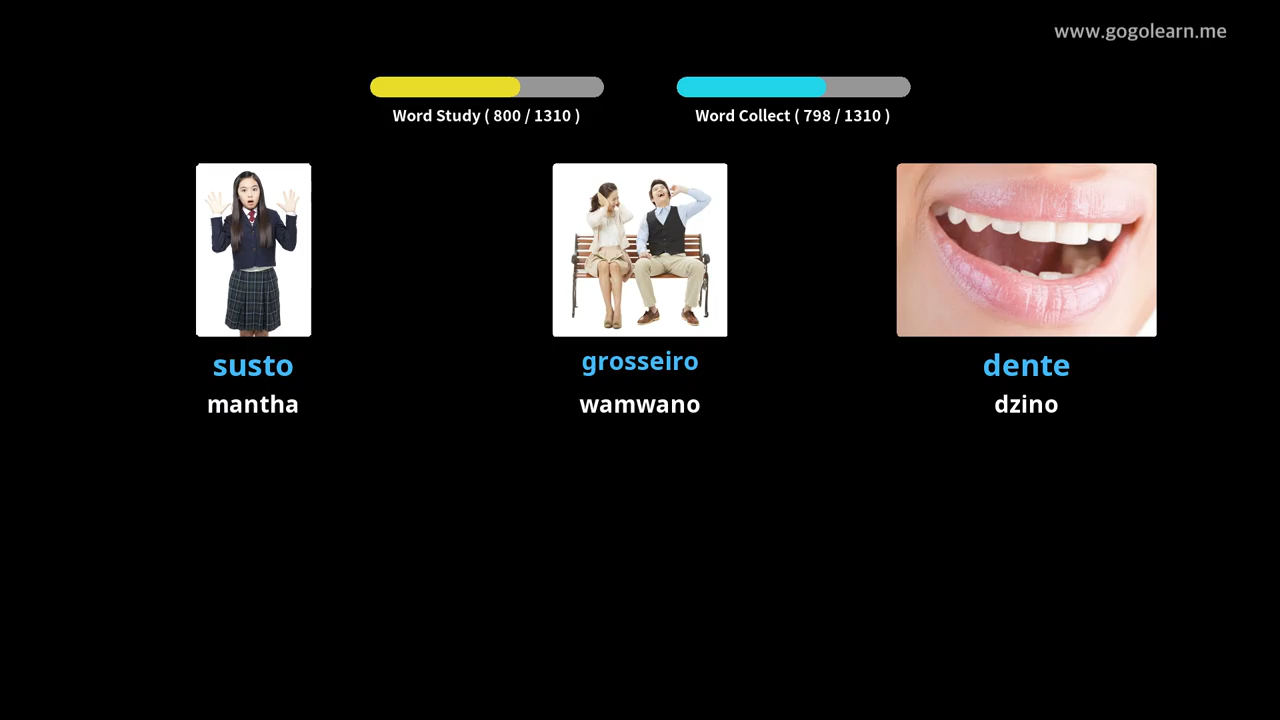 www.gogolearn.me
Word Study ( 800 / 1310 )
Word Collect ( 798 / 1310 )
susto
mantha
grosseiro
wamwano
dente
dzino